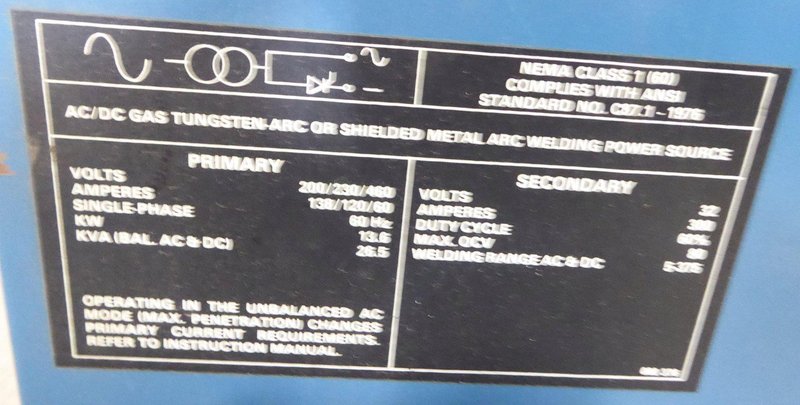 NEMA CLASS 1 (60)
COMPLIES WITH ANSI
STANDARD NO. C87.1 - 1976
AC/DC GAS TUNGSTEN-ARC OR SHIELDED METAL ARC WELDING POWER SOURCE
PRIMARY
VOLTS 200/230/460
AMPERES 138/120/60
SINGLE-PHASE 60 Hz
KW 13.6
KVA (BAL. AC & DC) 26.5
OPERATING IN THE UNBALANCED AC
MODE (MAX. PENETRATION) CHANGES
PRIMARY CURRENT REQUIREMENTS.
REFER TO INSTRUCTION MANUAL.
SECONDARY
VOLTS 32
AMPERES 300
DUTY CYCLE 60%
MAX. OCV 80
WELDING RANGE AC & DC 5-375